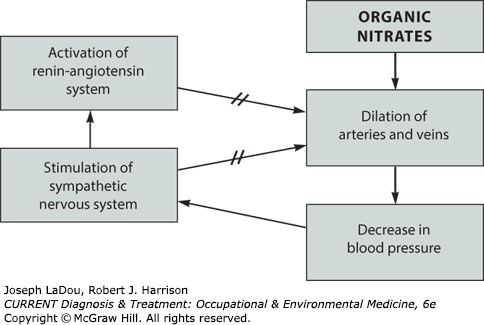 ORGANIC
NITRATES
Activation of
renin-angiotensin
system
Dilation of
arteries and veins
Stimulation of
sympathetic
nervous system
Decrease in
blood pressure
Joseph LaDou, Robert J. Harrison
CURRENT Diagnosis & Treatment: Occupational & Environmental Medicine, 6e
Copyright © McGraw Hill. All rights reserved.